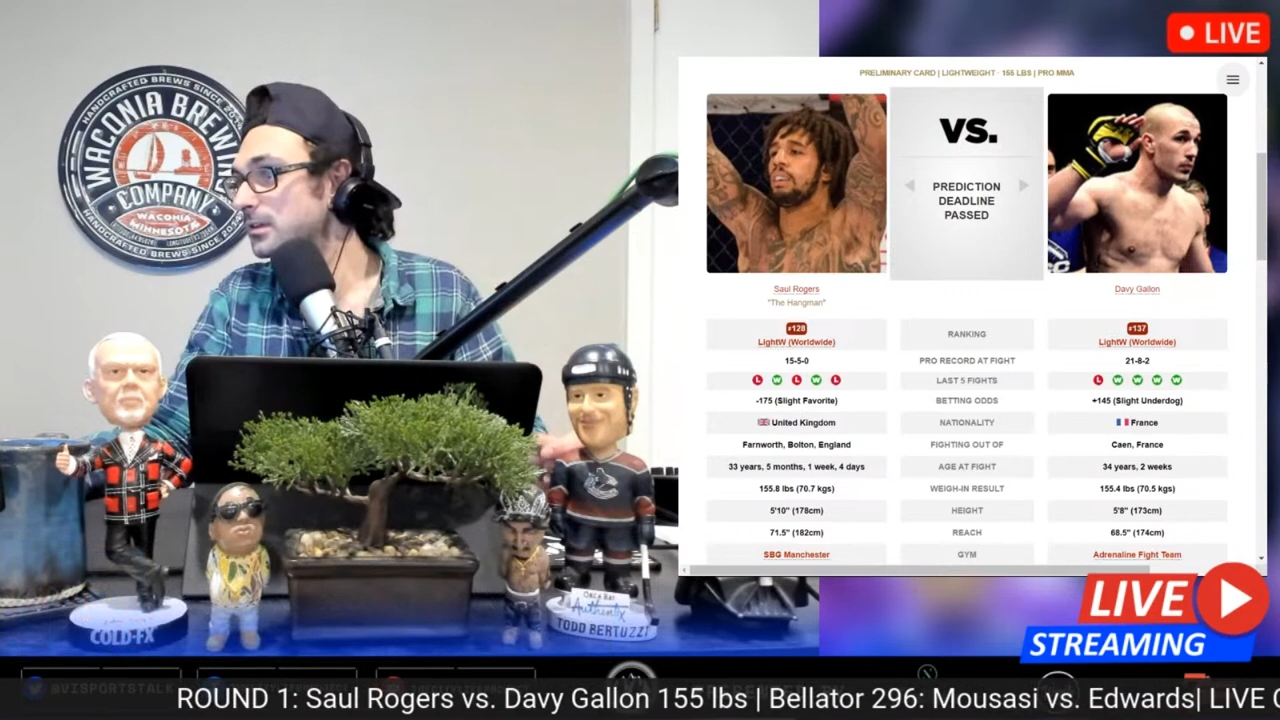 LIVE
HANDCRAFTED BREWS SINCE
WACONIA BREWING
COMPANY
WACONIA
MINNESOTA
HANDCRAFTED BREWS SINCE
PRELIMINARY CARD | LIGHTWEIGHT · 155 LBS | PRO MMA
VS.
PREDICTION
DEADLINE
PASSED
Saul Rogers
Davy Gallon
"The Hangman"
#128 RANKING #137
LightW (Worldwide) LightW (Worldwide)
15-5-0 PRO RECORD AT FIGHT 21-8-2
L W L W L LAST 5 FIGHTS L W W W W
-175 (Slight Favorite) BETTING ODDS +145 (Slight Underdog)
United Kingdom NATIONALITY France
Farnworth, Bolton, England FIGHTING OUT OF Caen, France
33 years, 5 months, 1 week, 4 days AGE AT FIGHT 34 years, 2 weeks
155.8 lbs (70.7 kgs) WEIGH-IN RESULT 155.4 lbs (70.5 kgs)
5'10" (178cm) HEIGHT 5'8" (173cm)
71.5" (182cm) REACH 68.5" (174cm)
SBG Manchester GYM Adrenaline Fight Team
COLD-FX
ORCA BAY
Authentix
TODD BERTUZZI
LIVE
STREAMING
@VISPORTSTALK
ROUND 1: Saul Rogers vs. Davy Gallon 155 lbs | Bellator 296: Mousasi vs. Edwards| LIVE